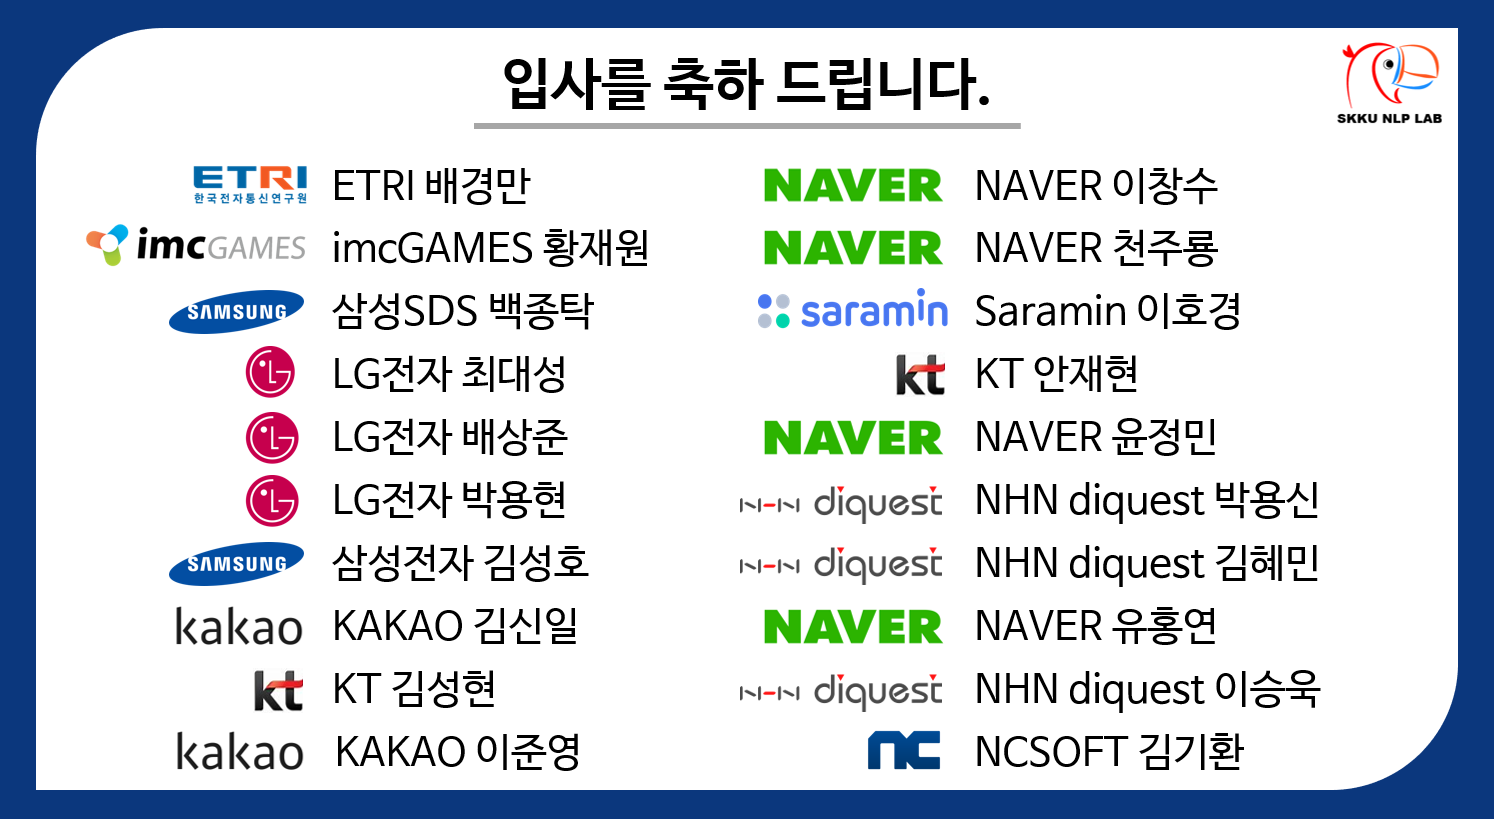 입사를 축하 드립니다.
SKKU NLP LAB
ETRI 한국전자통신연구원 ETRI 배경만
imcGAMES imcGAMES 황재원
SAMSUNG 삼성SDS 백종탁
LG LG전자 최대성
LG LG전자 배상준
LG LG전자 박용현
SAMSUNG 삼성전자 김성호
kakao KAKAO 김신일
kt KT 김성현
kakao KAKAO 이준영
NAVER NAVER 이창수
NAVER NAVER 천주룡
saramin Saramin 이호경
kt KT 안재현
NAVER NAVER 윤정민
NHN diquest NHN diquest 박용신
NHN diquest NHN diquest 김혜민
NAVER NAVER 유홍연
NHN diquest NHN diquest 이승욱
nc NCSOFT 김기환